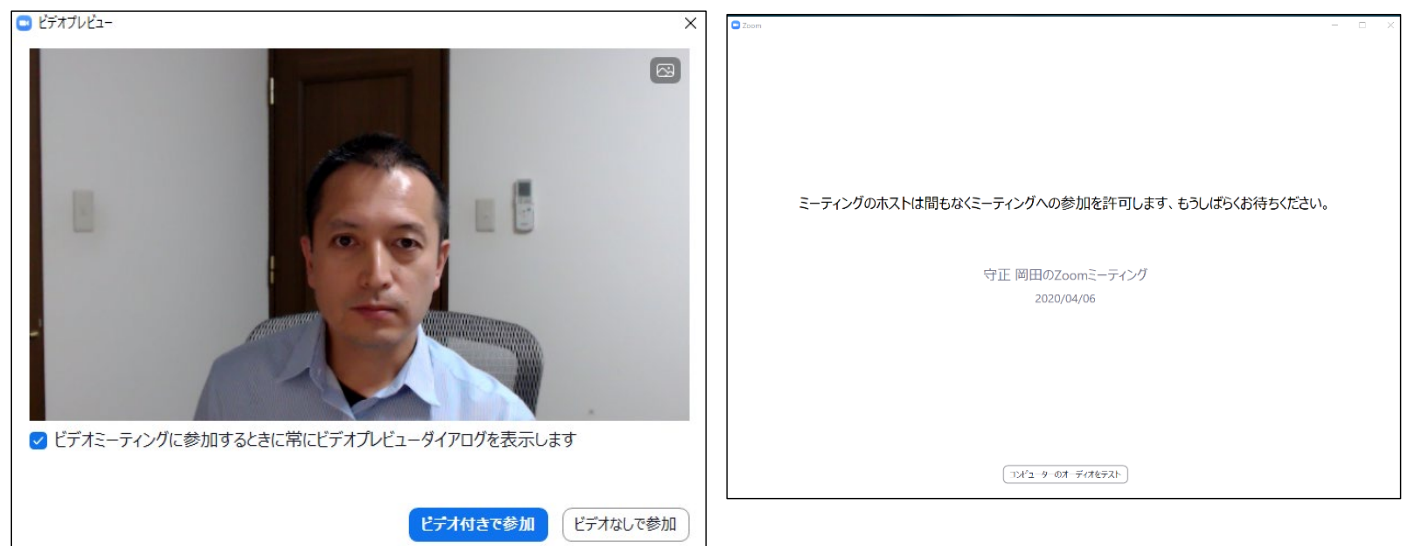 ビデオプレビュー
ビデオミーティングに参加するときに常にビデオプレビューダイアログを表示します
ビデオ付きで参加
ビデオなしで参加
Zoom
ミーティングのホストは間もなくミーティングへの参加を許可します、もうしばらくお待ちください。
守正 岡田のZoomミーティング
2020/04/06
コンピューターのオーディオをテスト